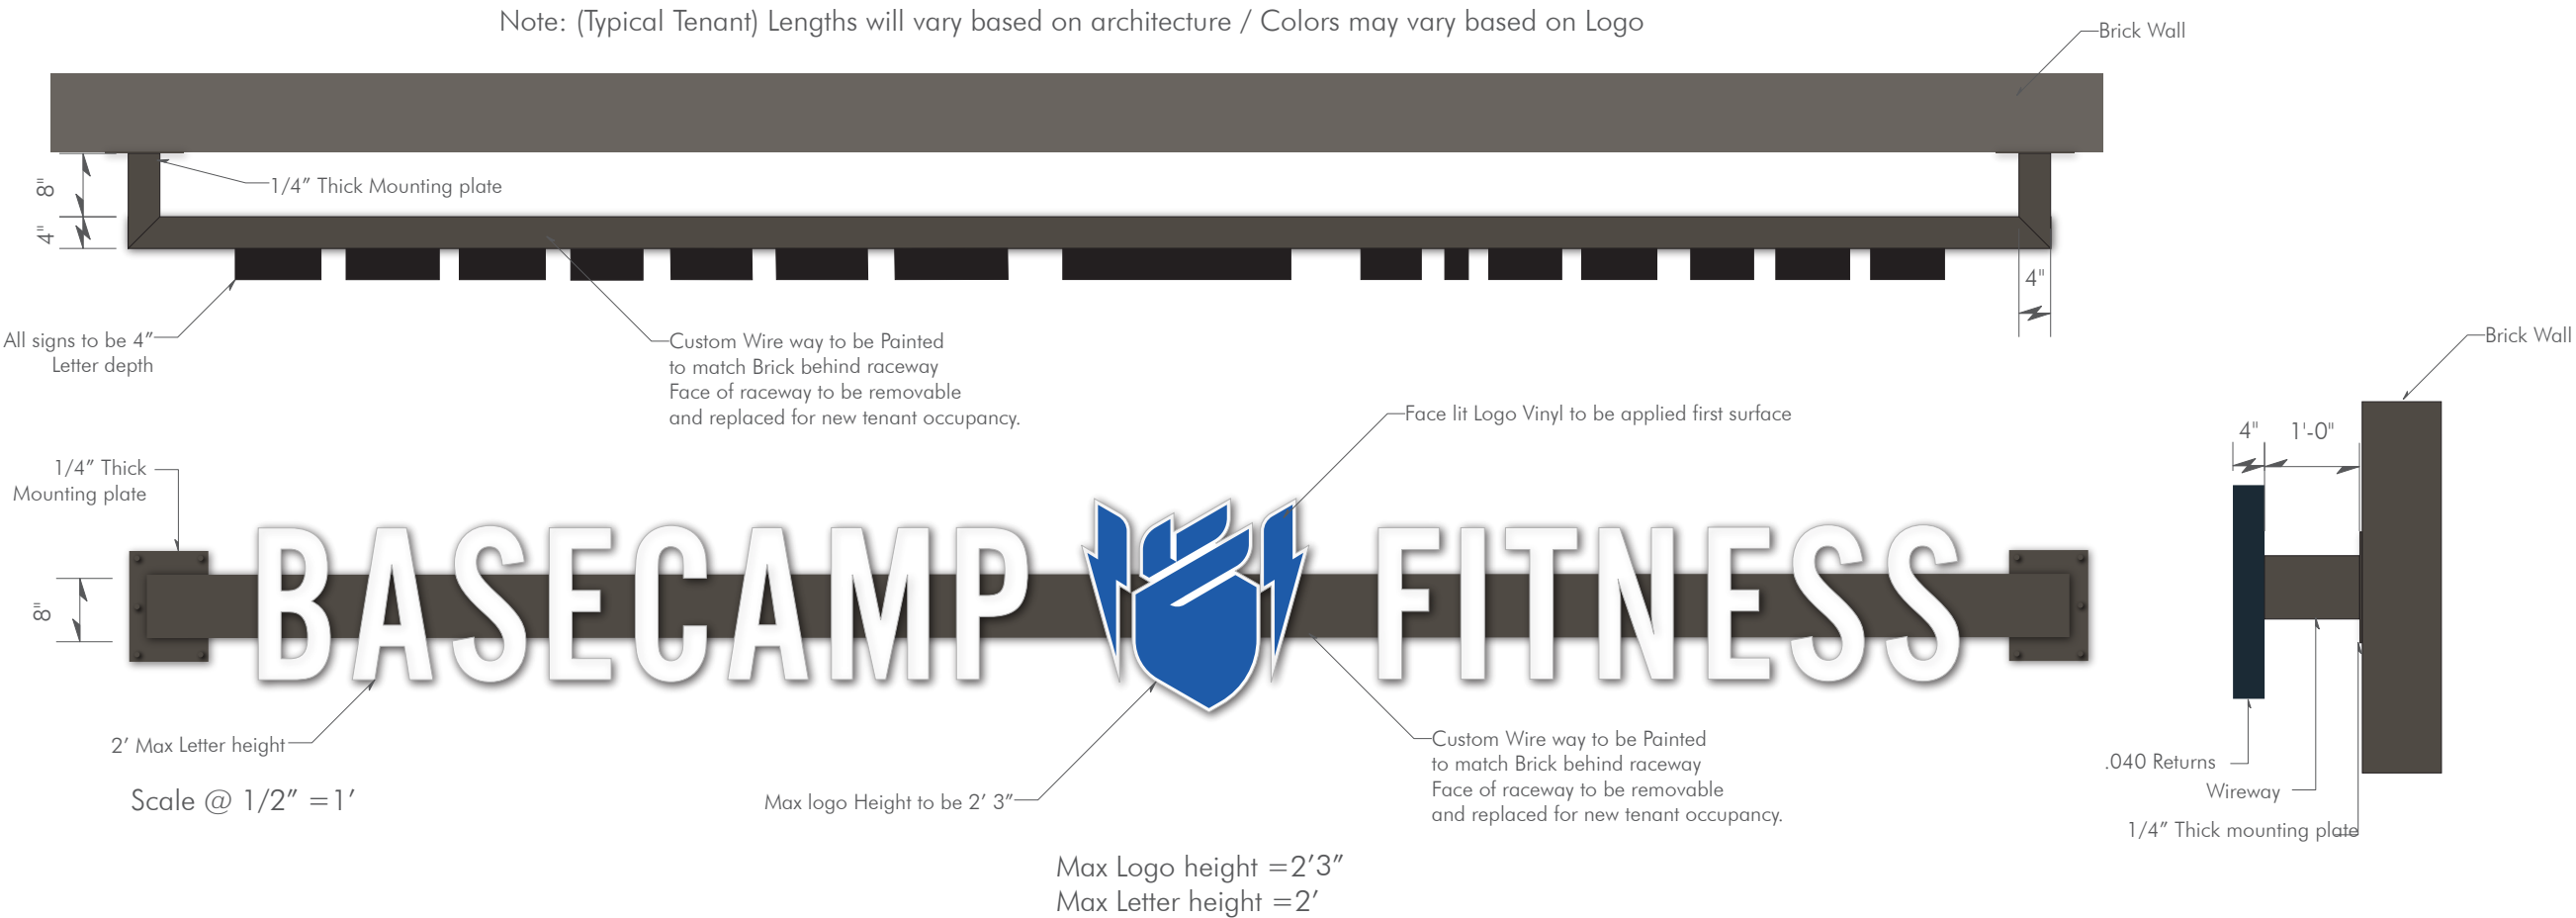 Note: (Typical Tenant) Lengths will vary based on architecture / Colors may vary based on Logo
Brick Wall
8"
1/4" Thick Mounting plate
4"
4"
All signs to be 4"
Letter depth
Custom Wire way to be Painted
to match Brick behind raceway
Face of raceway to be removable
and replaced for new tenant occupancy.
Brick Wall
Face lit Logo Vinyl to be applied first surface
4"
1'-0"
1/4" Thick
Mounting plate
8"
BASECAMP FITNESS
2' Max Letter height
Scale @ 1/2" =1'
Max logo Height to be 2' 3"
Custom Wire way to be Painted
to match Brick behind raceway
Face of raceway to be removable
and replaced for new tenant occupancy.
.040 Returns
Wireway
1/4" Thick mounting plate
Max Logo height =2'3"
Max Letter height =2'